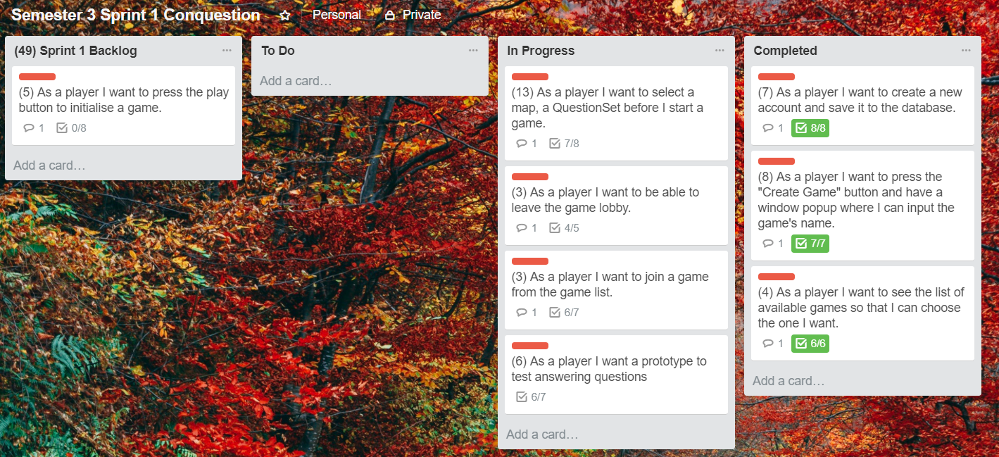 Semester 3 Sprint 1 Conquestion
Personal
Private
(49) Sprint 1 Backlog
(5) As a player I want to press the play
button to initialise a game.
1
0/8
Add a card…
To Do
Add a card…
In Progress
(13) As a player I want to select a
map, a QuestionSet before I start a
game.
1
7/8
(3) As a player I want to be able to
leave the game lobby.
1
4/5
(3) As a player I want to join a game
from the game list.
1
6/7
(6) As a player I want a prototype to
test answering questions
6/7
Add a card…
Completed
(7) As a player I want to create a new
account and save it to the database.
1
8/8
(8) As a player I want to press the
"Create Game" button and have a
window popup where I can input the
game's name.
1
7/7
(4) As a player I want to see the list of
available games so that I can choose
the one I want.
1
6/6
Add a card…